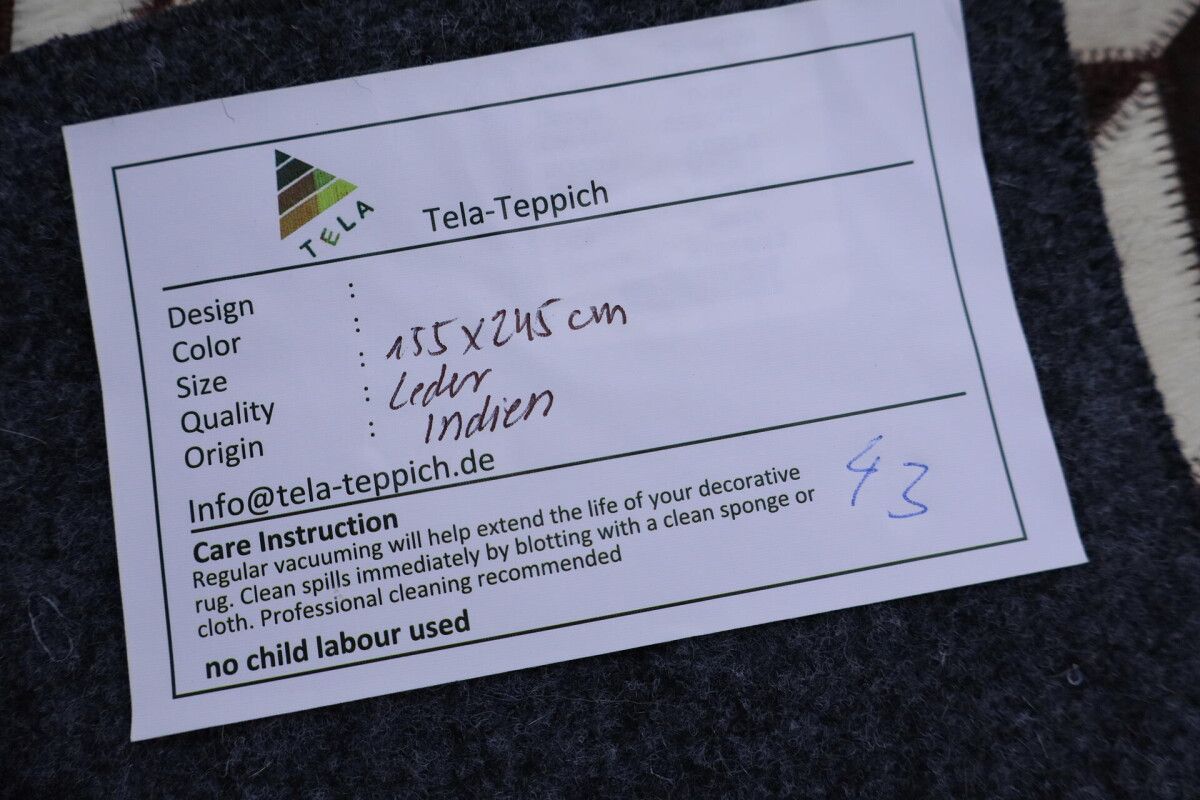 TELA
Tela-Teppich
Design :
Color :
Size : 155 x 245 cm
Quality : Leder
Origin : Indien
Info@tela-teppich.de
Care Instruction
Regular vacuuming will help extend the life of your decorative
rug. Clean spills immediately by blotting with a clean sponge or
cloth. Professional cleaning recommended
no child labour used
43